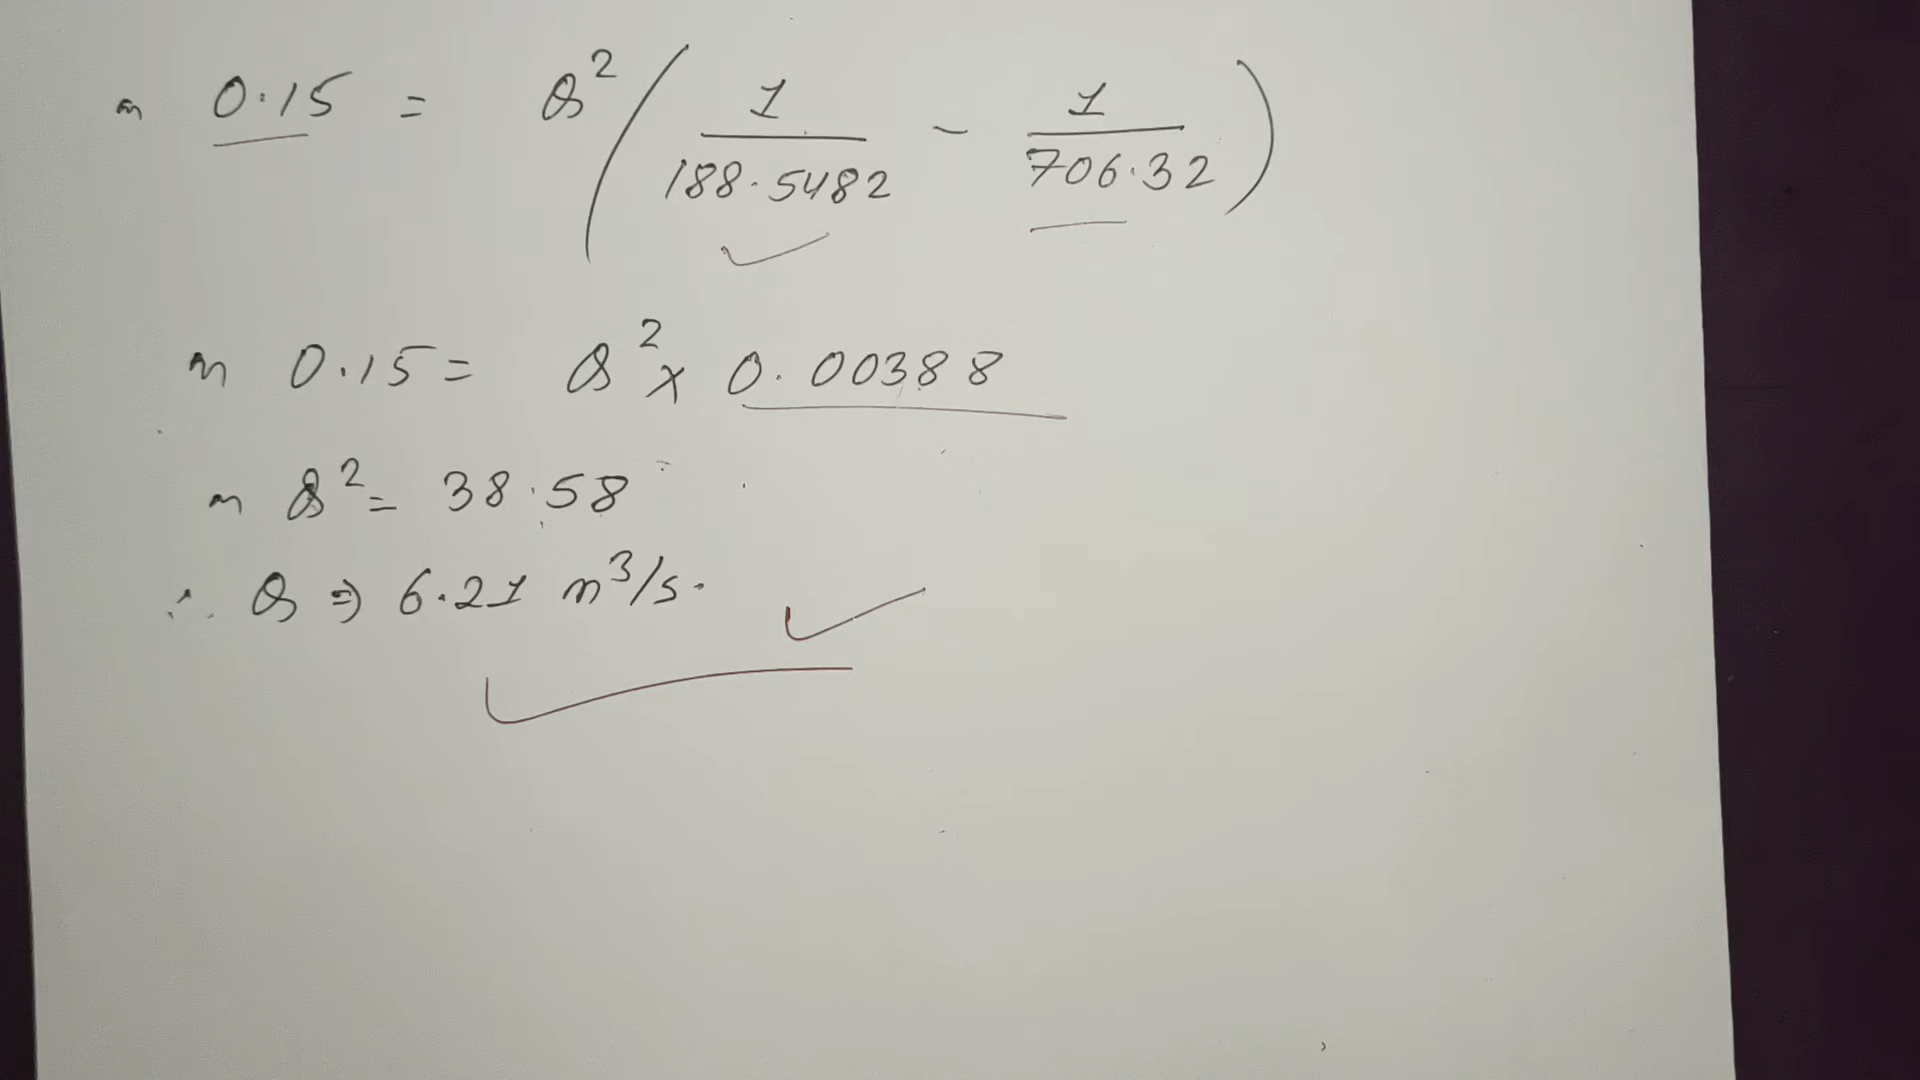 n 0.15 = Q² ( 1/188.5482 - 1/706.32 )
n 0.15 = Q² x 0.00388
n Q² = 38.58
∴ Q ⇒ 6.21 m³/s.